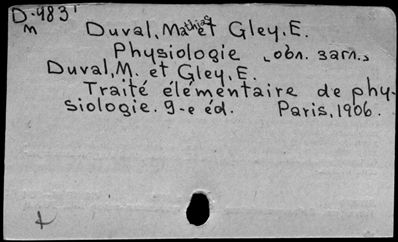 D-983
m Duval, Mathias et Gley. E.
Physiologie обл. загл.
Duval, M. et Gley, E.
Traité élémentaire de phy-
siologie. 9-e éd. Paris, 1906.